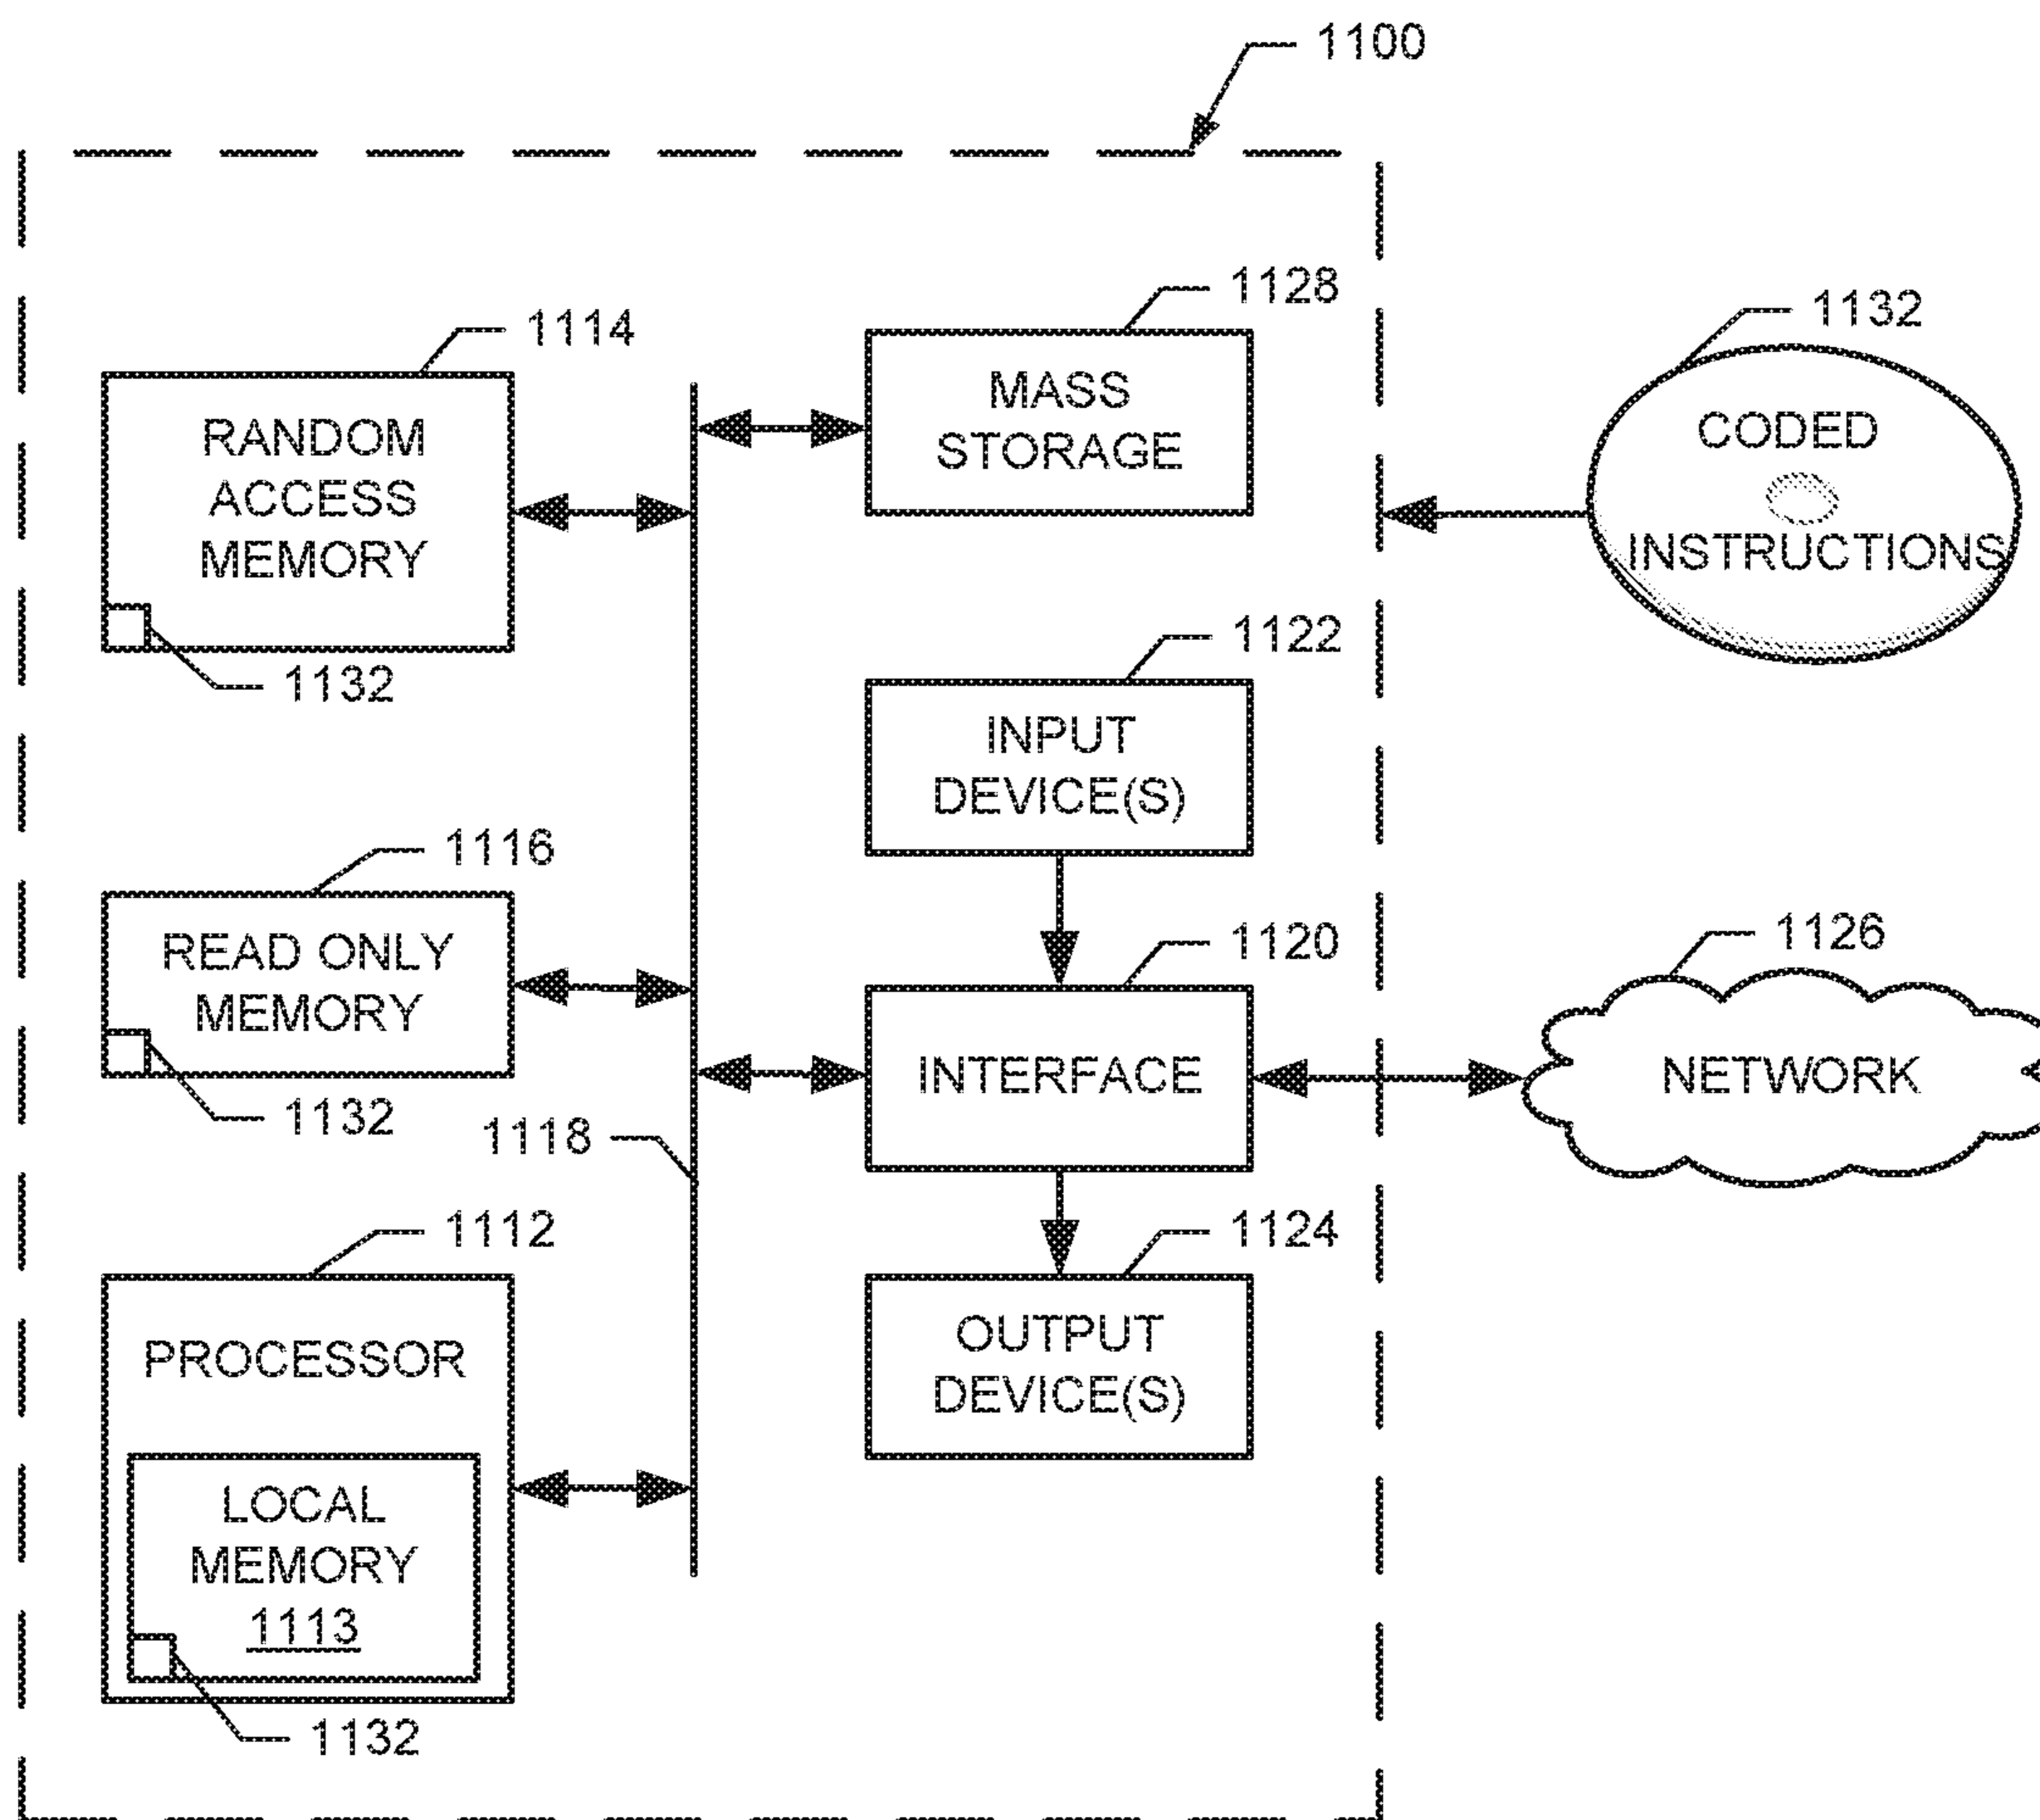 1100
1128
MASS
STORAGE
1114
RANDOM
ACCESS
MEMORY
1132
1132
CODED
INSTRUCTIONS
1122
INPUT
DEVICE(S)
1116
READ ONLY
MEMORY
1132
1120
INTERFACE
1126
NETWORK
1118
1112
PROCESSOR
LOCAL
MEMORY
1113
1132
1124
OUTPUT
DEVICE(S)